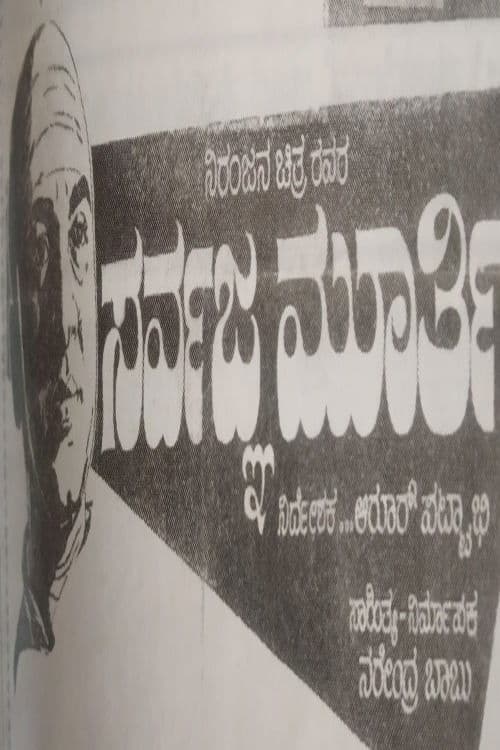 ನಿರಂಜನ ಚಿತ್ರ ರವರ
ಸರ್ವಜ್ಞ ಮೂರ್ತಿ
ನಿರ್ದೇಶಕ...ಆರೂರ್ ಪಟ್ಟಾಭಿ
ಸಾಹಿತ್ಯ-ನಿರ್ಮಾಪಕ
ನರೇಂದ್ರ ಬಾಬು